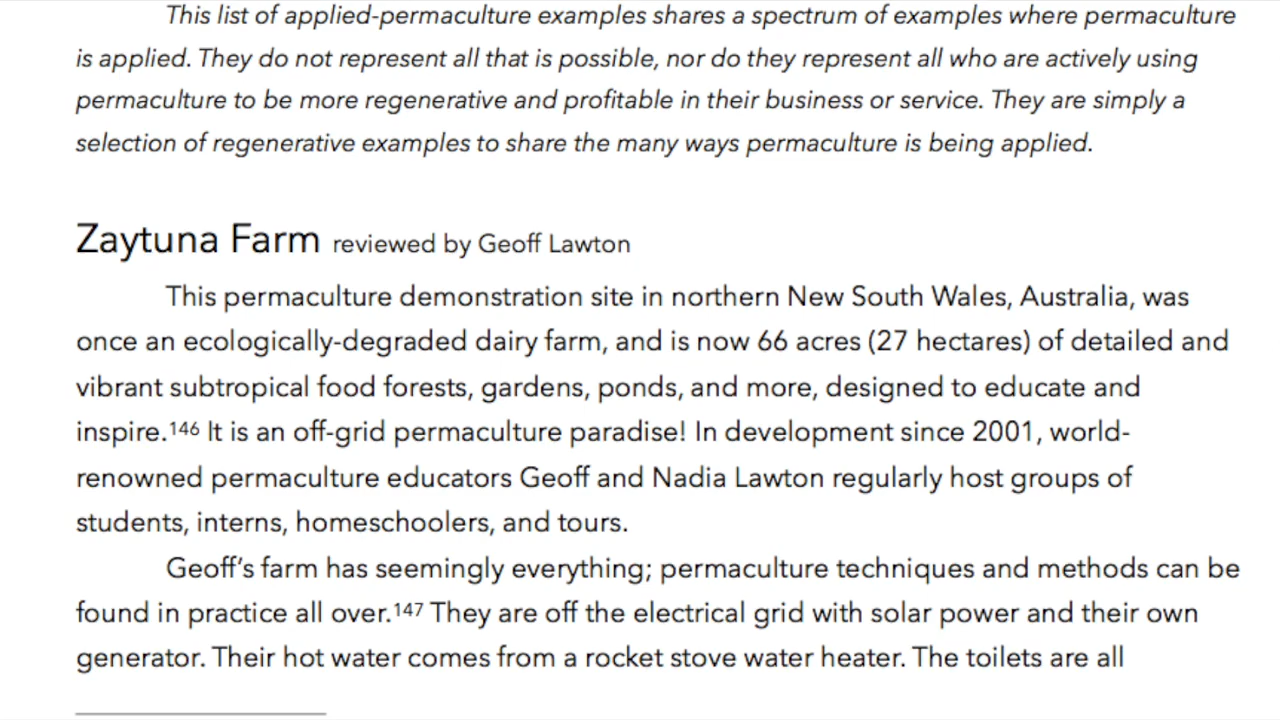 This list of applied-permaculture examples shares a spectrum of examples where permaculture
is applied. They do not represent all that is possible, nor do they represent all who are actively using
permaculture to be more regenerative and profitable in their business or service. They are simply a
selection of regenerative examples to share the many ways permaculture is being applied.
Zaytuna Farm reviewed by Geoff Lawton
This permaculture demonstration site in northern New South Wales, Australia, was
once an ecologically-degraded dairy farm, and is now 66 acres (27 hectares) of detailed and
vibrant subtropical food forests, gardens, ponds, and more, designed to educate and
inspire.146 It is an off-grid permaculture paradise! In development since 2001, world-
renowned permaculture educators Geoff and Nadia Lawton regularly host groups of
students, interns, homeschoolers, and tours.
Geoff’s farm has seemingly everything; permaculture techniques and methods can be
found in practice all over.147 They are off the electrical grid with solar power and their own
generator. Their hot water comes from a rocket stove water heater. The toilets are all